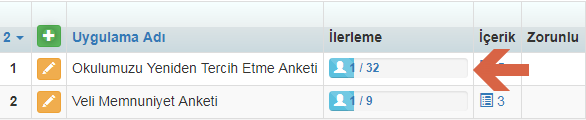 2 Uygulama Adı İlerleme İçerik Zorunlu
1 Okulumuzu Yeniden Tercih Etme Anketi 1 / 32
2 Veli Memnuniyet Anketi 1 / 9 3